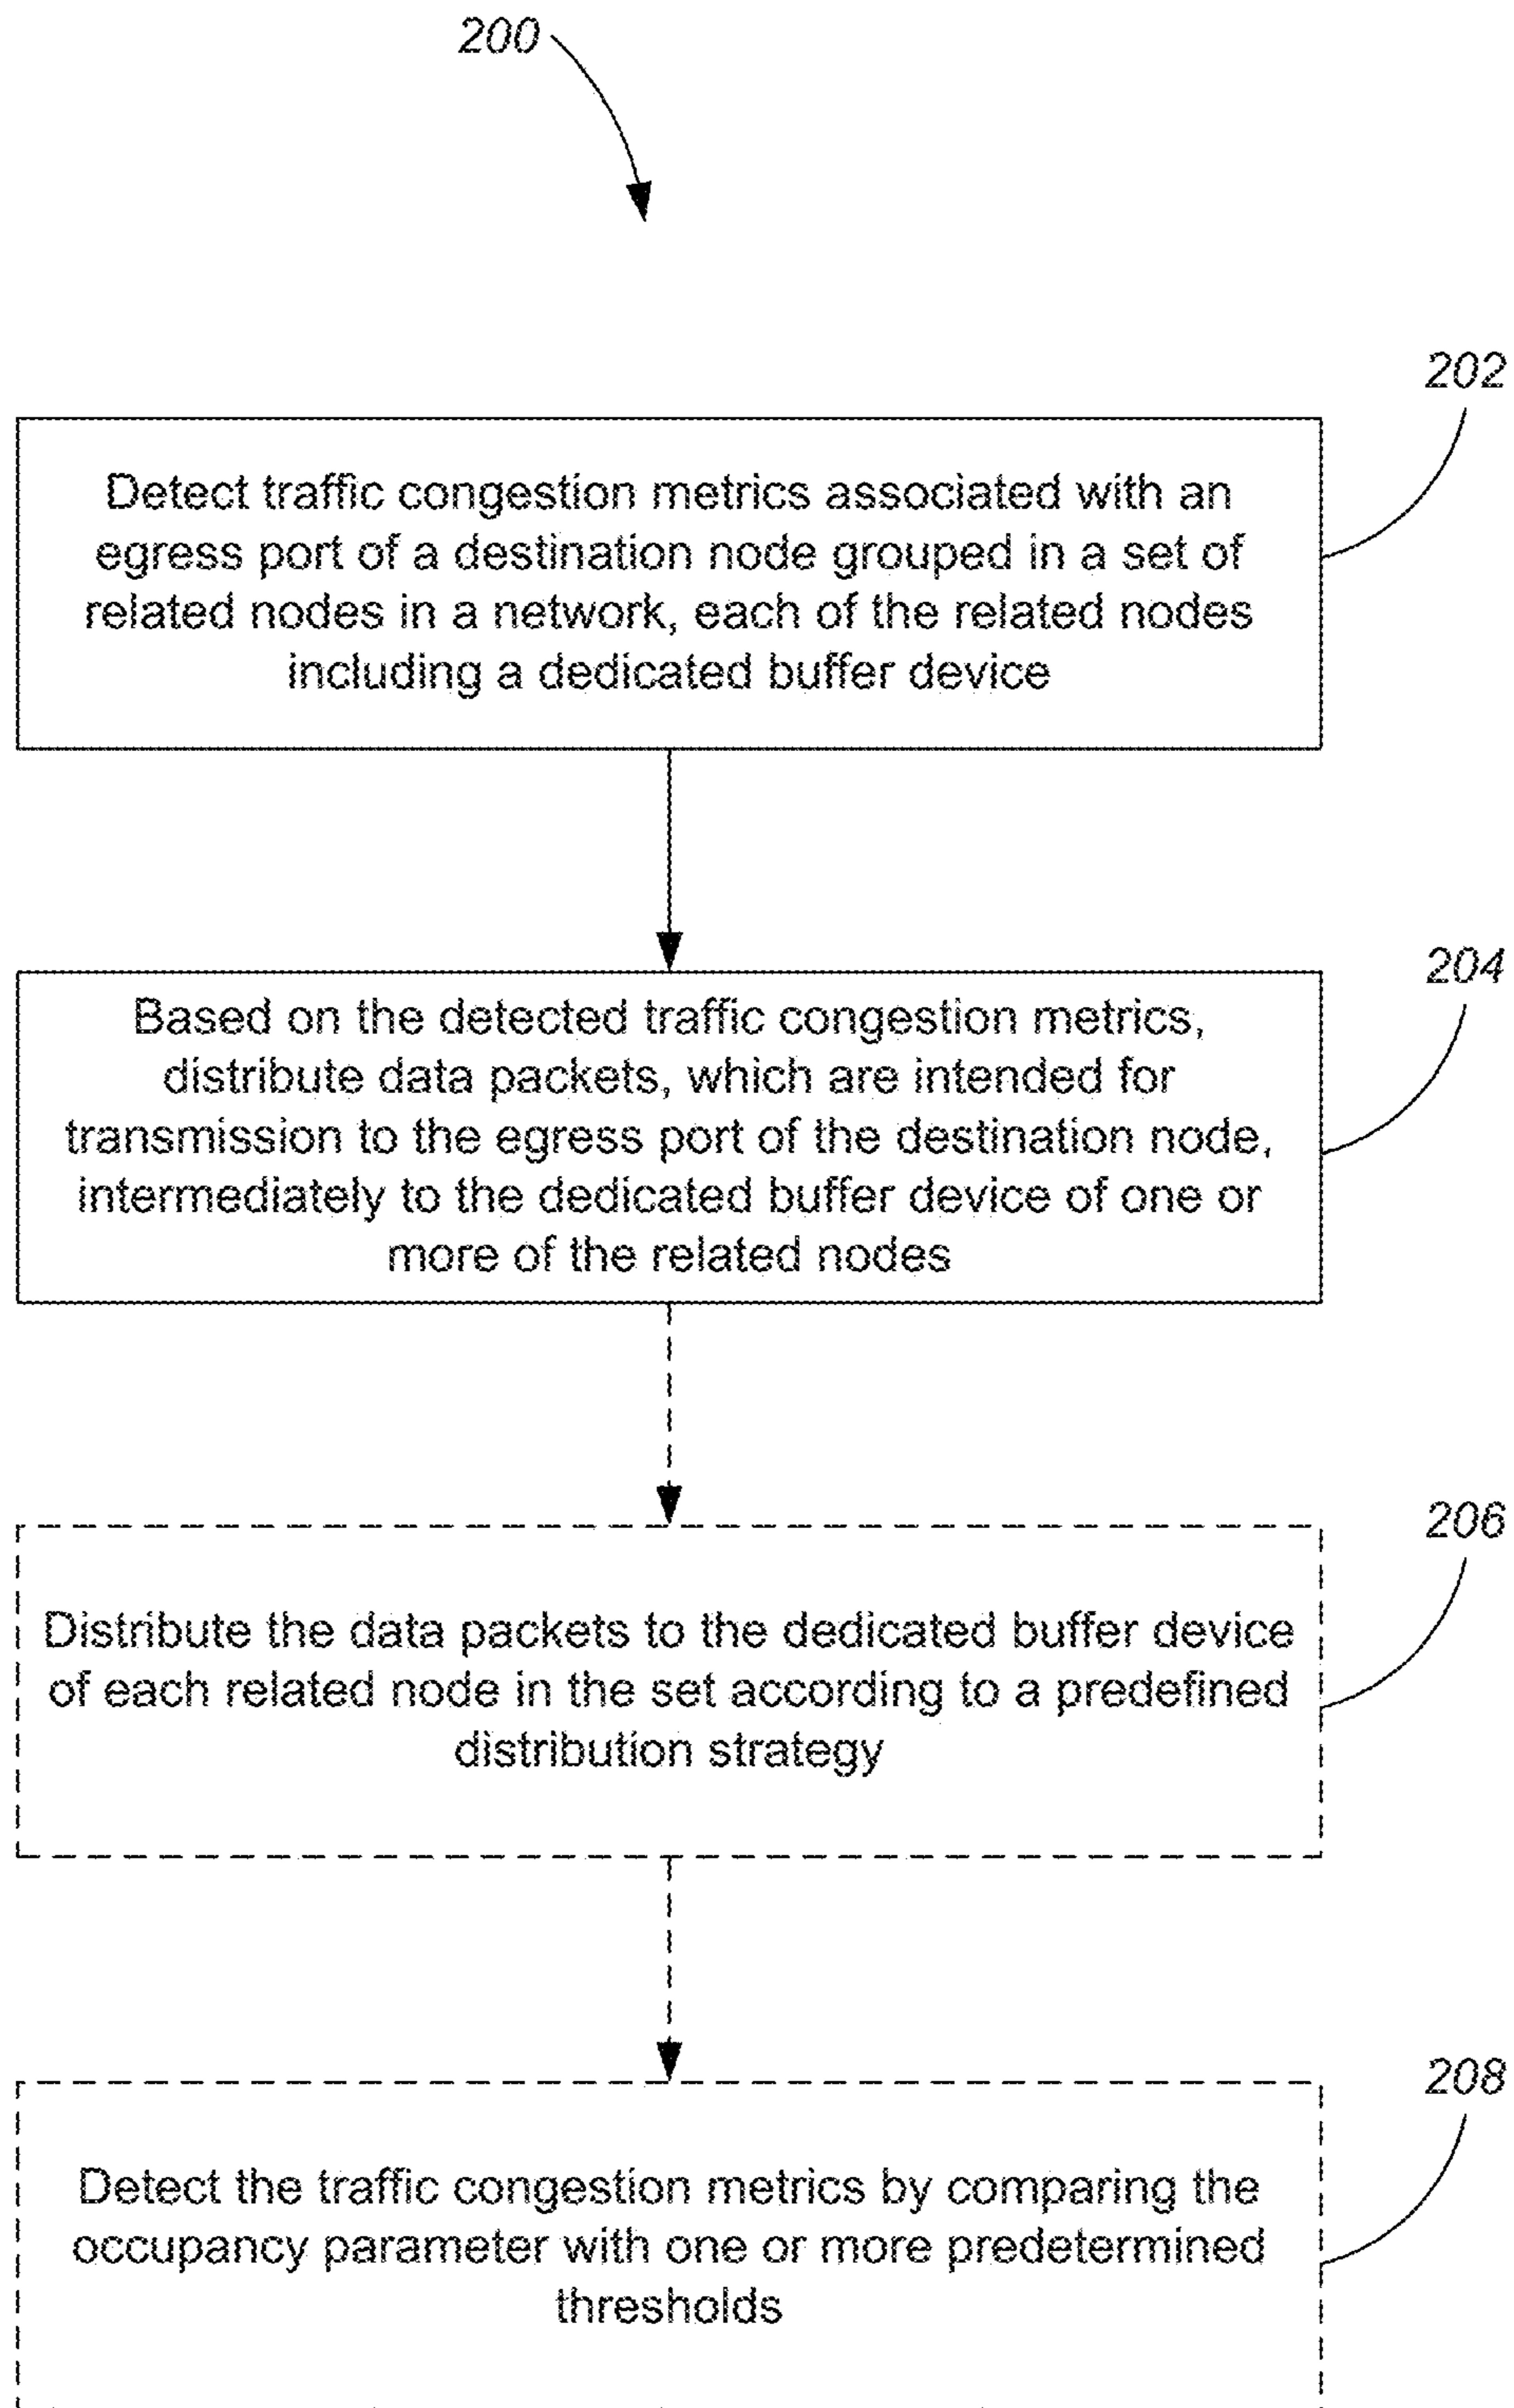 200
202
Detect traffic congestion metrics associated with an
egress port of a destination node grouped in a set of
related nodes in a network, each of the related nodes
including a dedicated buffer device
204
Based on the detected traffic congestion metrics,
distribute data packets, which are intended for
transmission to the egress port of the destination node,
intermediately to the dedicated buffer device of one or
more of the related nodes
206
Distribute the data packets to the dedicated buffer device
of each related node in the set according to a predefined
distribution strategy
208
Detect the traffic congestion metrics by comparing the
occupancy parameter with one or more predetermined
thresholds